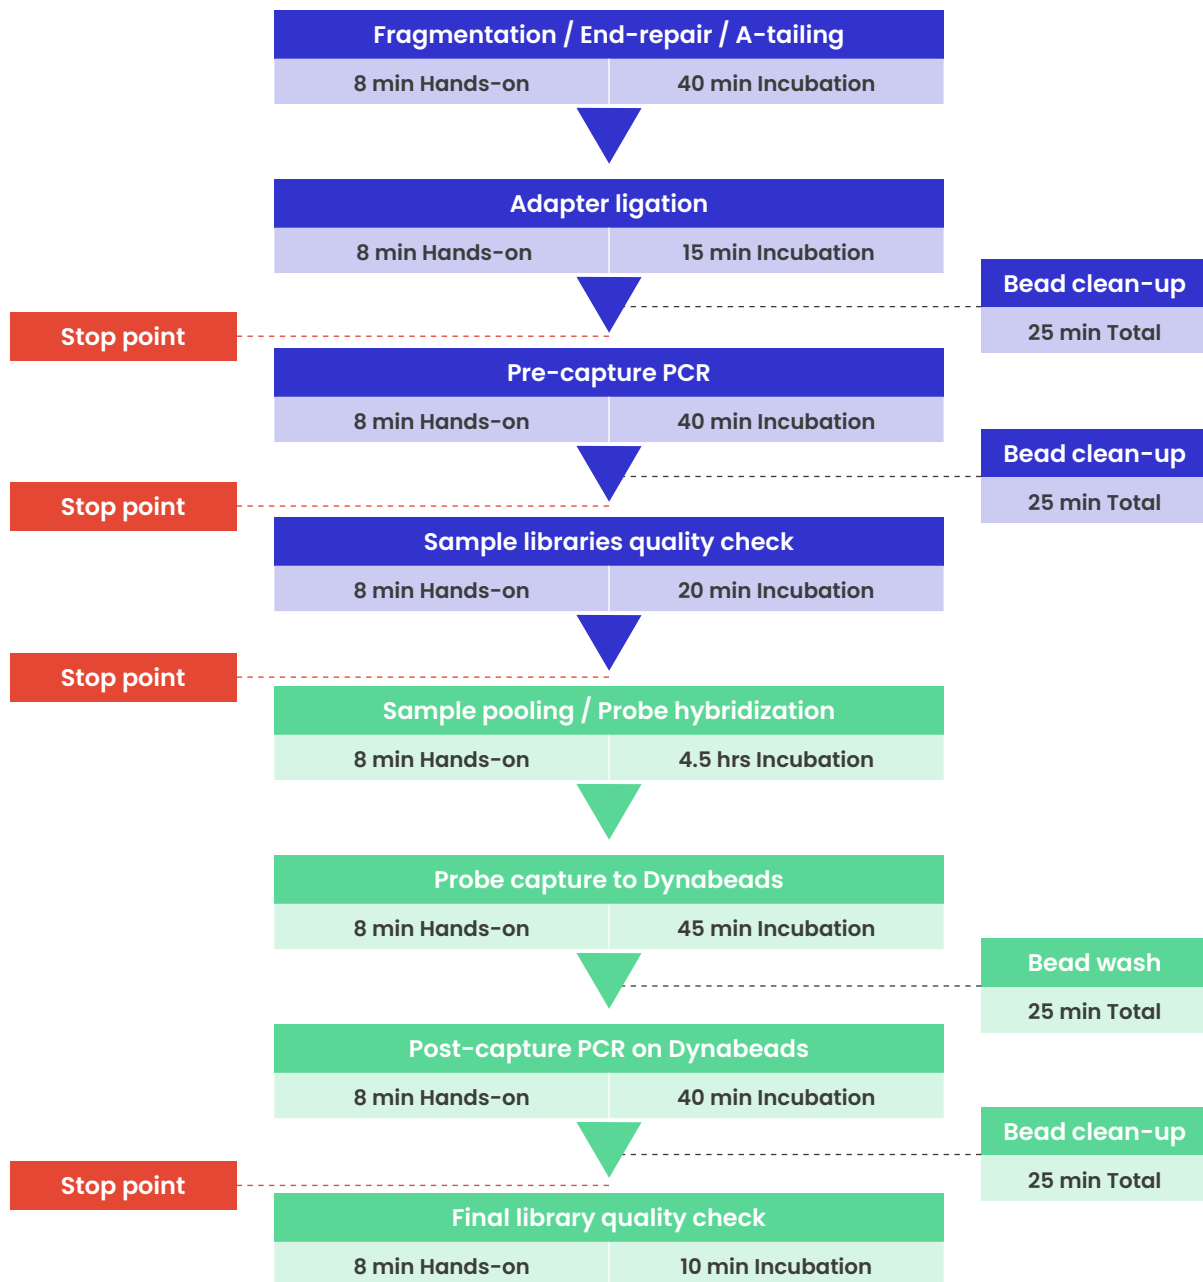 Fragmentation / End-repair / A-tailing
8 min Hands-on
40 min Incubation
Adapter ligation
8 min Hands-on
15 min Incubation
Bead clean-up
25 min Total
Stop point
Pre-capture PCR
8 min Hands-on
40 min Incubation
Bead clean-up
25 min Total
Stop point
Sample libraries quality check
8 min Hands-on
20 min Incubation
Stop point
Sample pooling / Probe hybridization
8 min Hands-on
4.5 hrs Incubation
Probe capture to Dynabeads
8 min Hands-on
45 min Incubation
Bead wash
25 min Total
Post-capture PCR on Dynabeads
8 min Hands-on
40 min Incubation
Bead clean-up
25 min Total
Stop point
Final library quality check
8 min Hands-on
10 min Incubation